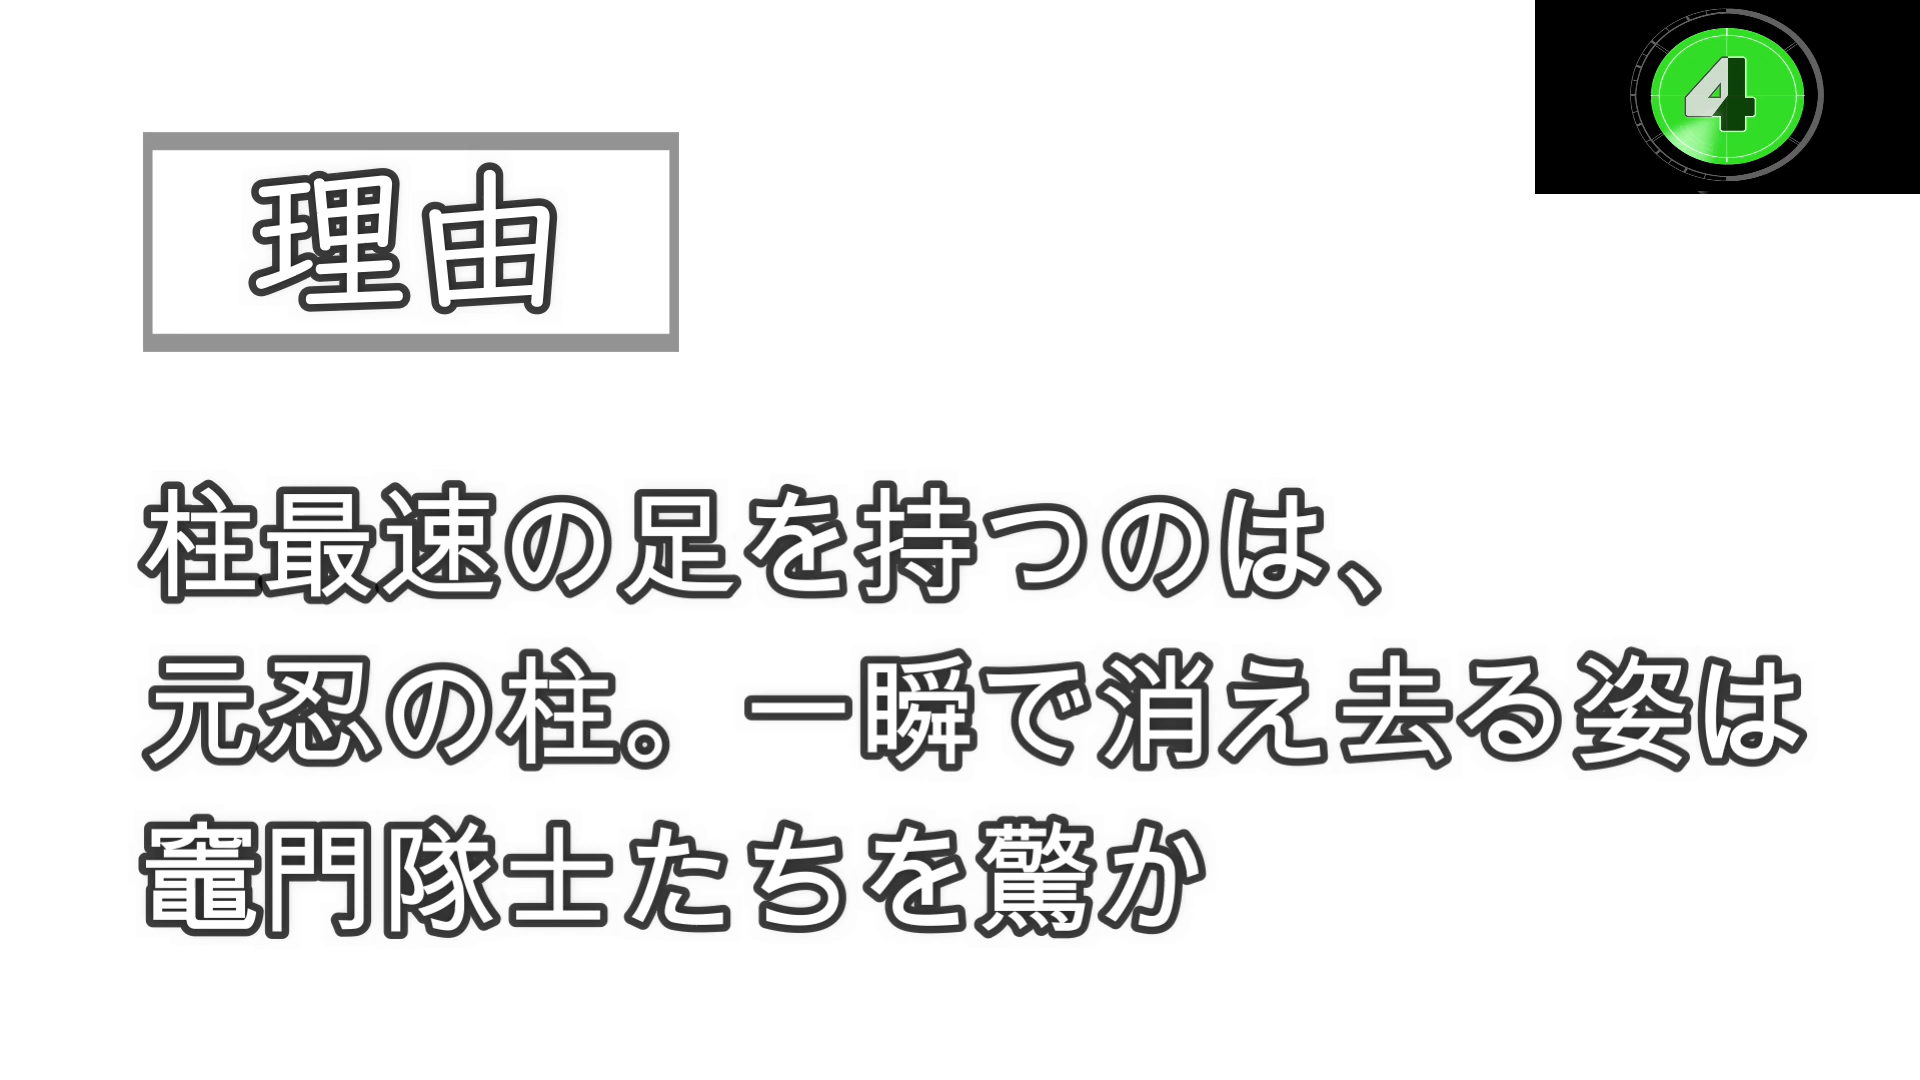 4
理由
柱最速の足を持つのは、
元忍の柱。一瞬で消え去る姿は
竈門隊士たちを驚か